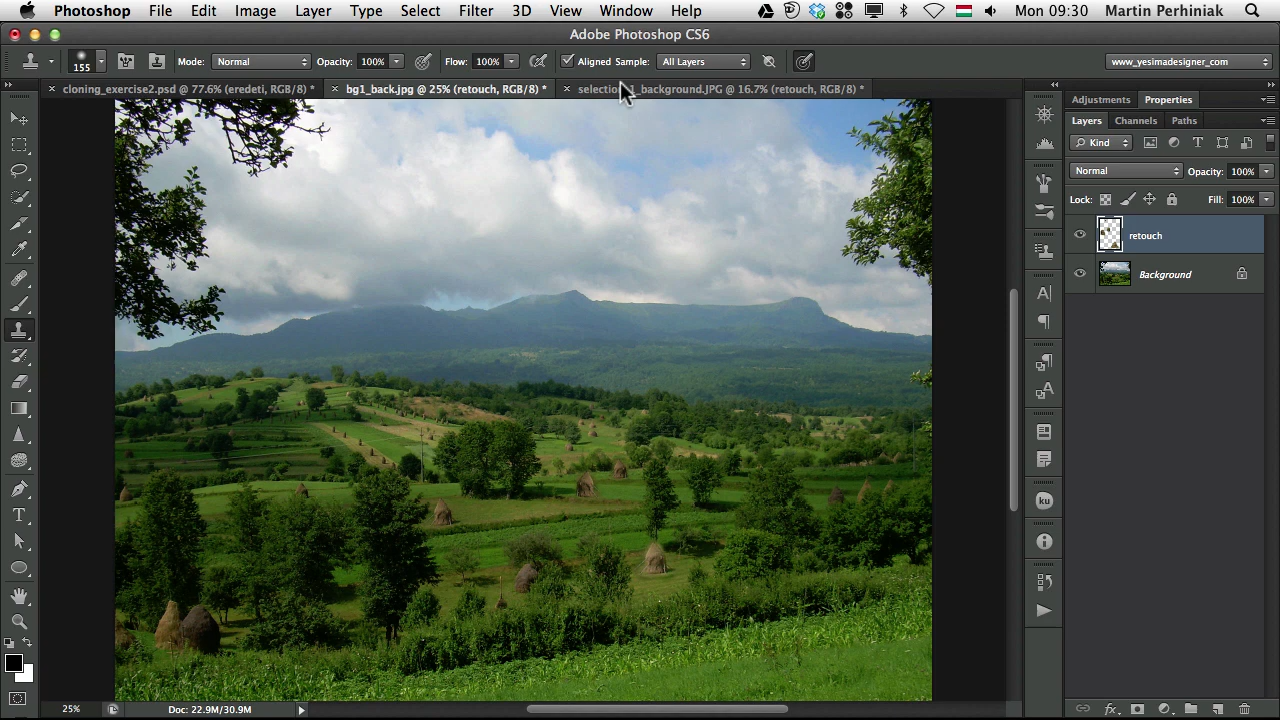 Photoshop File Edit Image Layer Type Select Filter 3D View Window Help Mon 09:30 Martin Perhiniak
Adobe Photoshop CS6
155 Mode: Normal Opacity: 100% Flow: 100% Aligned Sample: All Layers www_yesimadesigner_com
cloning_exercise2.psd @ 77.6% (eredeti, RGB/8) * bg1_back.jpg @ 25% (retouch, RGB/8) * _background.JPG @ 16.7% (retouch, RGB/8) *
Adjustments Properties
Layers Channels Paths
Kind
Normal Opacity: 100%
Lock: Fill: 100%
retouch
Background
ku
25% Doc: 22.9M/30.9M